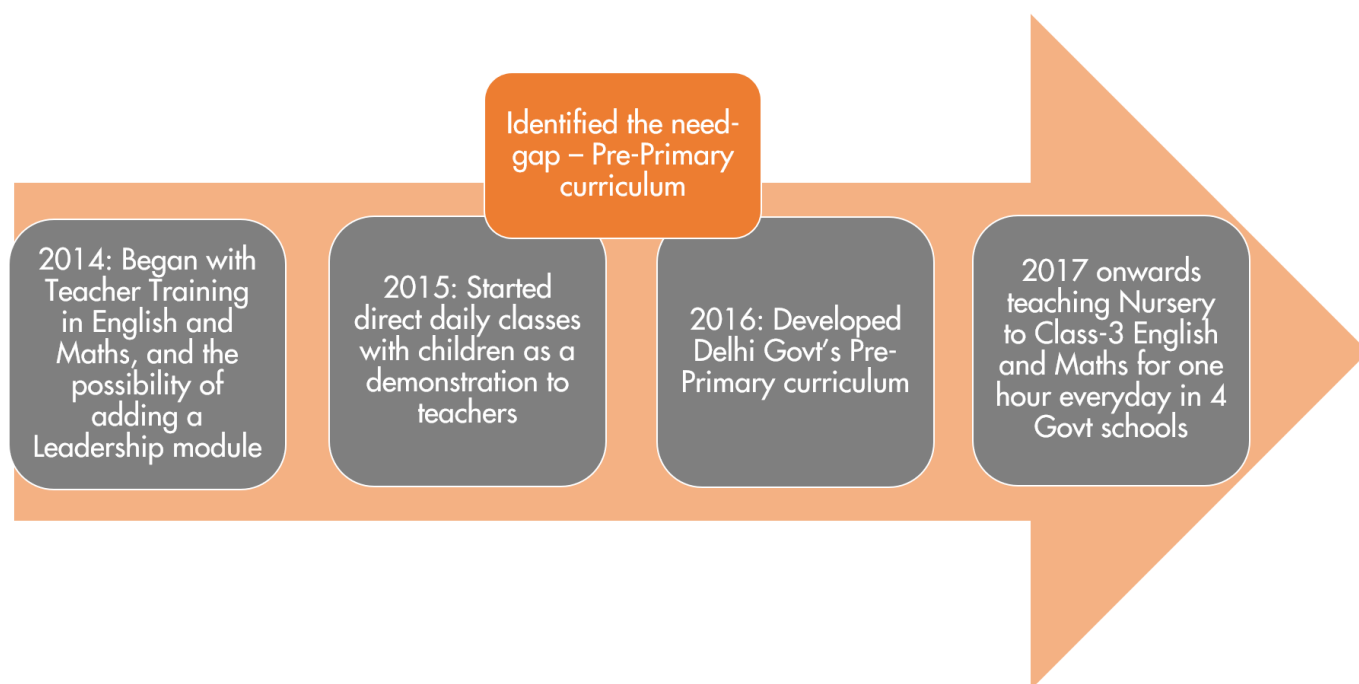 Identified the need-
gap – Pre-Primary
curriculum
2014: Began with
Teacher Training
in English and
Maths, and the
possibility of
adding a
Leadership module
2015: Started
direct daily classes
with children as a
demonstration to
teachers
2016: Developed
Delhi Govt's Pre-
Primary curriculum
2017 onwards
teaching Nursery
to Class-3 English
and Maths for one
hour everyday in 4
Govt schools